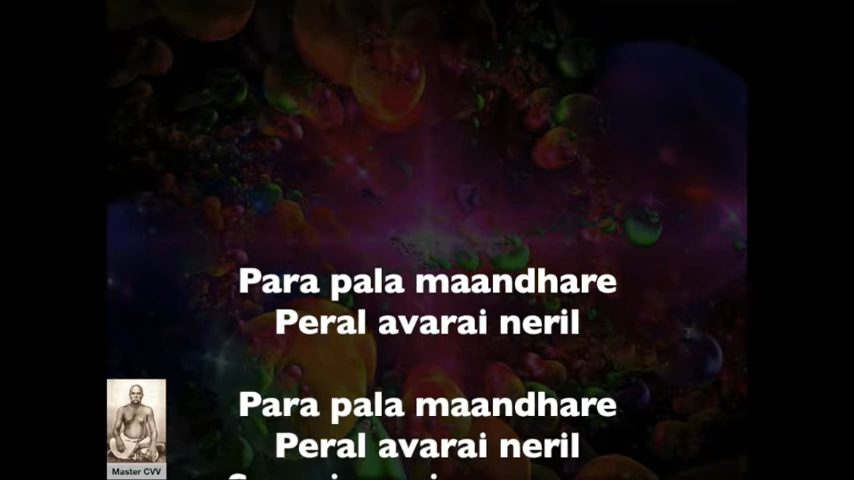 Para pala maandhare
Peral avarai neril
Para pala maandhare
Peral avarai neril
Master CVV